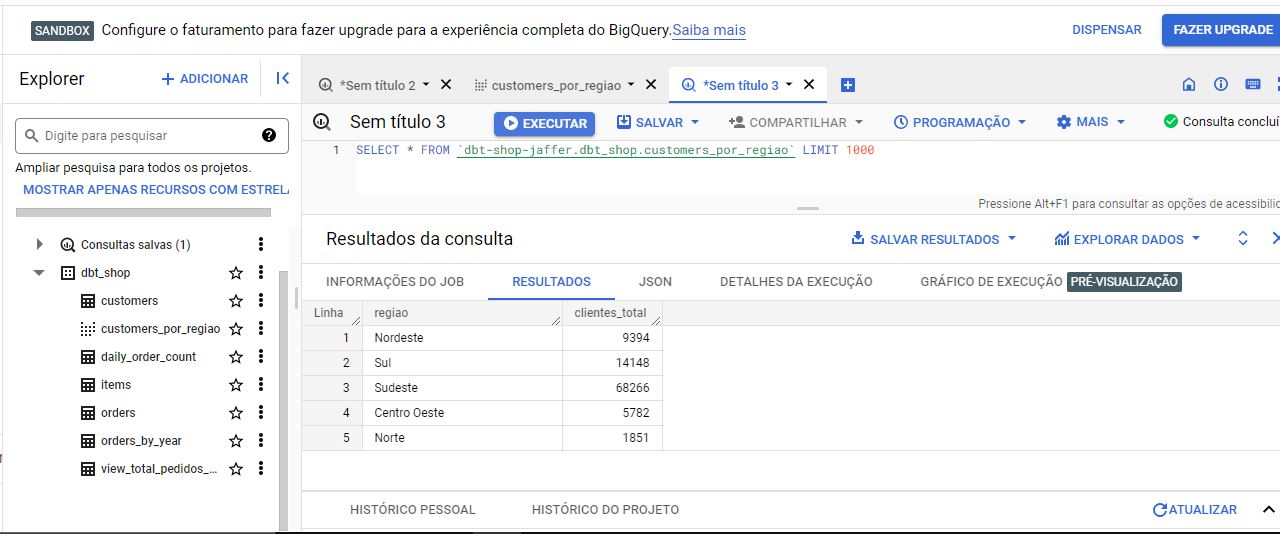 SANDBOX Configure o faturamento para fazer upgrade para a experiência completa do BigQuery. Saiba mais DISPENSAR FAZER UPGRADE
Explorer + ADICIONAR
Digite para pesquisar
Ampliar pesquisa para todos os projetos.
MOSTRAR APENAS RECURSOS COM ESTREL
Consultas salvas (1)
dbt_shop
customers
customers_por_regiao
daily_order_count
items
orders
orders_by_year
view_total_pedidos_...
*Sem título 2 customers_por_regiao *Sem título 3
Sem título 3 EXECUTAR SALVAR COMPARTILHAR PROGRAMAÇÃO MAIS Consulta concluí
1 SELECT * FROM `dbt-shop-jaffer.dbt_shop.customers_por_regiao` LIMIT 1000
Pressione Alt+F1 para consultar as opções de acessibilid
Resultados da consulta SALVAR RESULTADOS EXPLORAR DADOS
INFORMAÇÕES DO JOB RESULTADOS JSON DETALHES DA EXECUÇÃO GRÁFICO DE EXECUÇÃO PRÉ-VISUALIZAÇÃO
Linha regiao clientes_total
1 Nordeste 9394
2 Sul 14148
3 Sudeste 68266
4 Centro Oeste 5782
5 Norte 1851
HISTÓRICO PESSOAL HISTÓRICO DO PROJETO ATUALIZAR